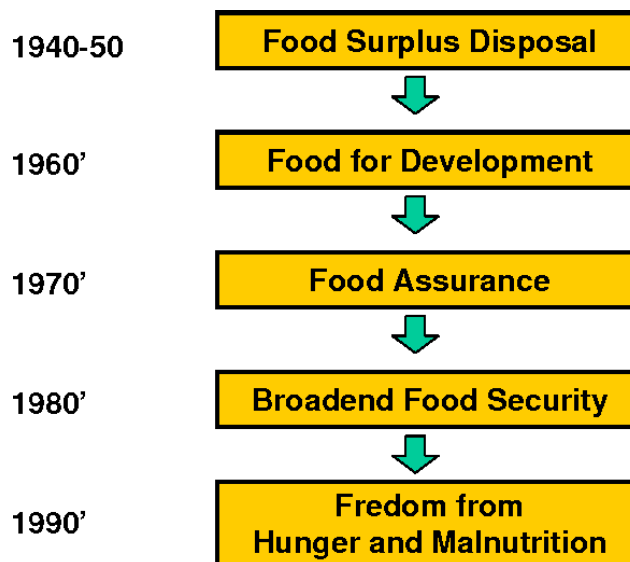 1940-50 Food Surplus Disposal
1960' Food for Development
1970' Food Assurance
1980' Broadend Food Security
1990' Fredom from
Hunger and Malnutrition